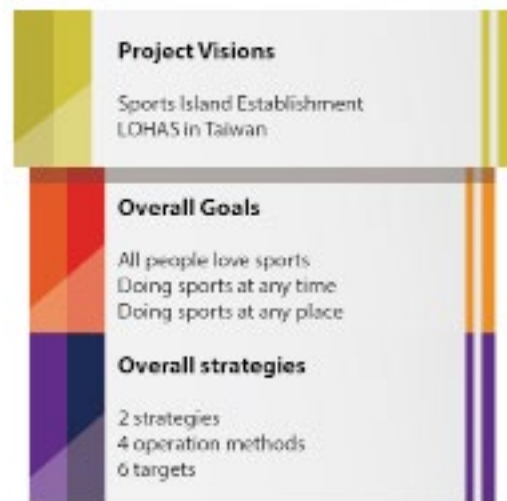 Project Visions
Sports Island Establishment
LOHAS in Taiwan
Overall Goals
All people love sports
Doing sports at any time
Doing sports at any place
Overall strategies
2 strategies
4 operation methods
6 targets